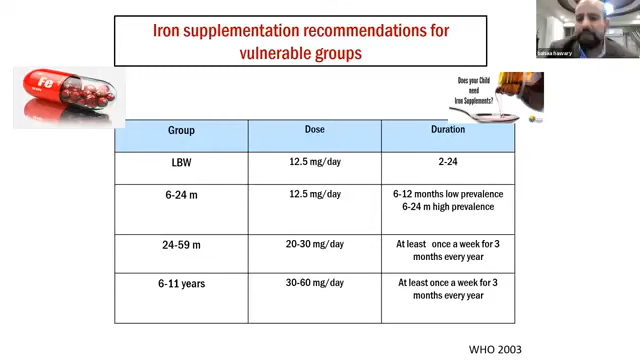 Iron supplementation recommendations for
vulnerable groups
Fe
Does your Child
need
Iron Supplements?
Group Dose Duration
LBW 12.5 mg/day 2-24
6-24 m 12.5 mg/day 6-12 months low prevalence
6-24 m high prevalence
24-59 m 20-30 mg/day At least once a week for 3
months every year
6-11 years 30-60 mg/day At least once a week for 3
months every year
WHO 2003